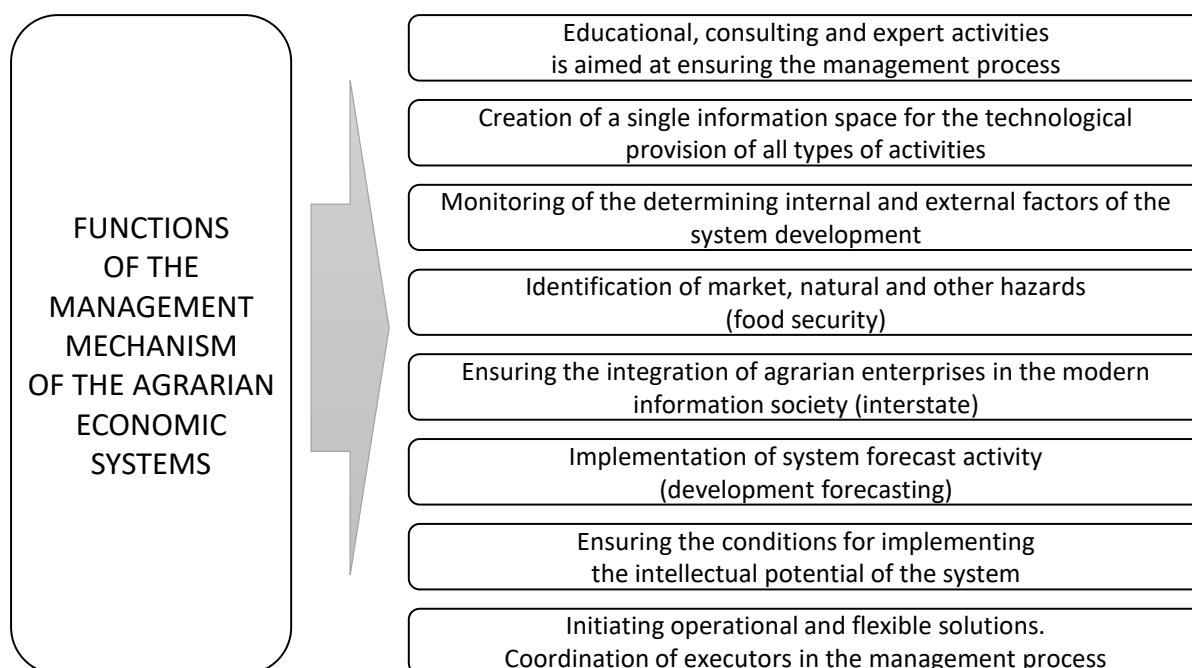 FUNCTIONS
OF THE
MANAGEMENT
MECHANISM
OF THE AGRARIAN
ECONOMIC
SYSTEMS
Educational, consulting and expert activities
is aimed at ensuring the management process
Creation of a single information space for the technological
provision of all types of activities
Monitoring of the determining internal and external factors of the
system development
Identification of market, natural and other hazards
(food security)
Ensuring the integration of agrarian enterprises in the modern
information society (interstate)
Implementation of system forecast activity
(development forecasting)
Ensuring the conditions for implementing
the intellectual potential of the system
Initiating operational and flexible solutions.
Coordination of executors in the management process